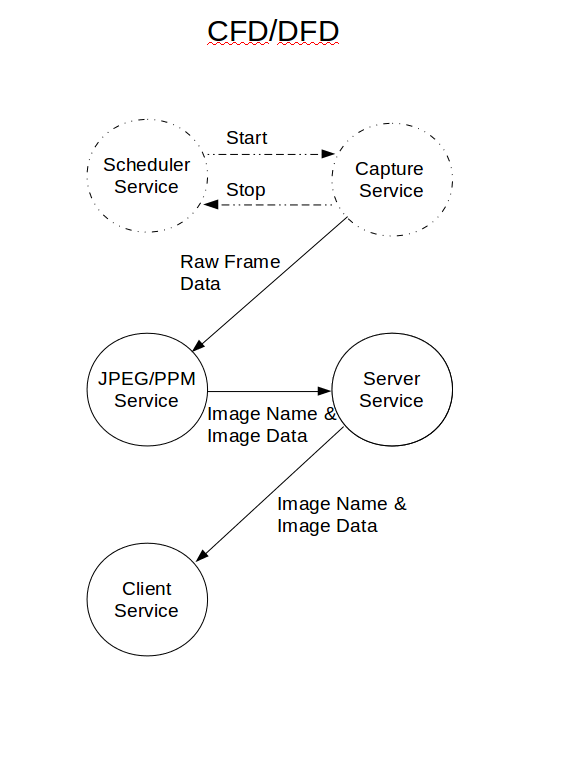 CFD/DFD
Start
Scheduler
Service
Capture
Service
Stop
Raw Frame
Data
JPEG/PPM
Service
Server
Service
Image Name &
Image Data
Image Name &
Image Data
Client
Service